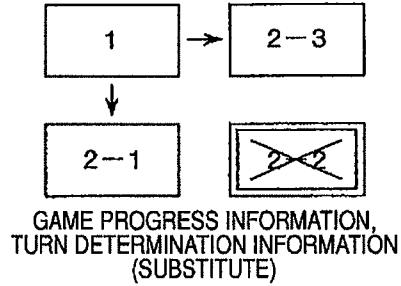 1
2-3
2-1
2-2
GAME PROGRESS INFORMATION,
TURN DETERMINATION INFORMATION
(SUBSTITUTE)